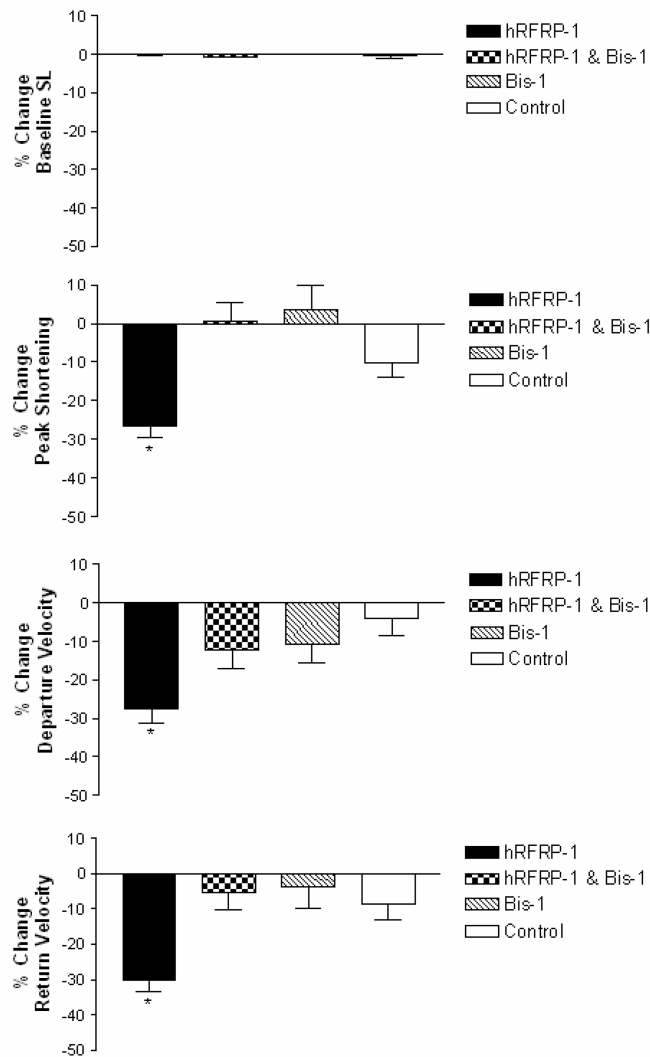 % Change
Baseline SL
10
0
-10
-20
-30
-40
-50
hRFRP-1
hRFRP-1 & Bis-1
Bis-1
Control
% Change
Peak Shortening
10
0
-10
-20
-30
-40
-50
*
hRFRP-1
hRFRP-1 & Bis-1
Bis-1
Control
% Change
Departure Velocity
10
0
-10
-20
-30
-40
-50
*
hRFRP-1
hRFRP-1 & Bis-1
Bis-1
Control
% Change
Return Velocity
10
0
-10
-20
-30
-40
-50
*
hRFRP-1
hRFRP-1 & Bis-1
Bis-1
Control